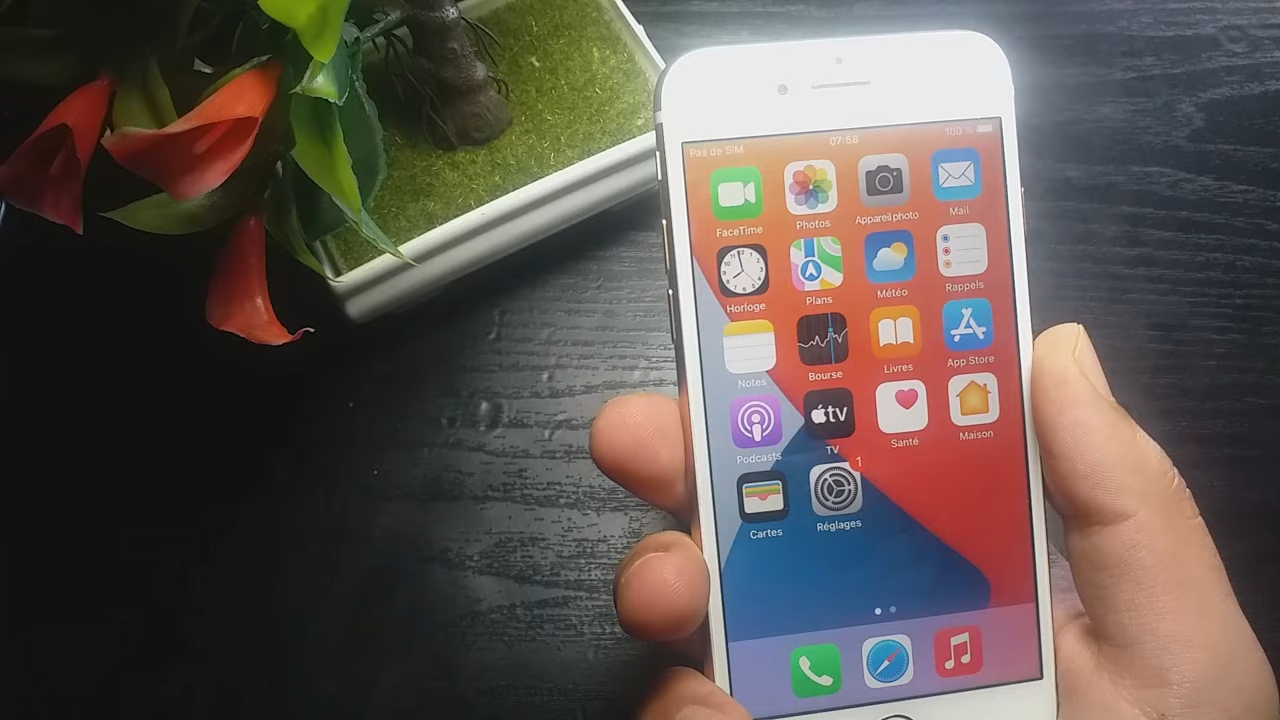 Pas de SIM 07:58 100 %
FaceTime Photos Appareil photo Mail
Horloge Plans Météo Rappels
Notes Bourse Livres App Store
tv
Podcasts TV Santé Maison
1
Cartes Réglages